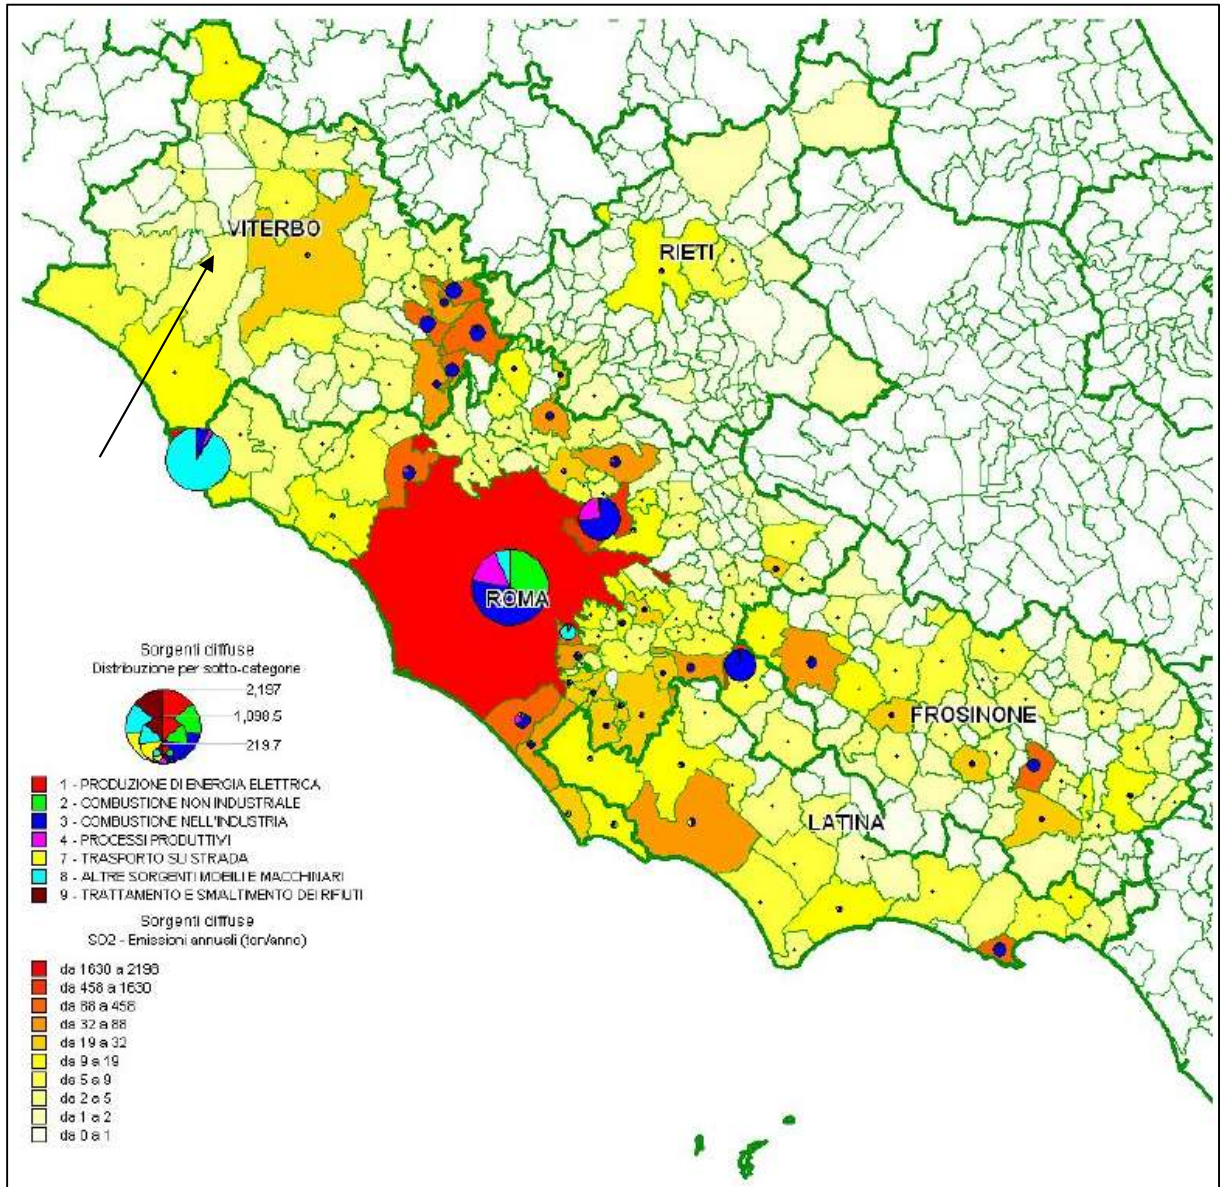 VITERBO
RIETI
ROMA
FROSINONE
LATINA
Sorgenti diffuse
Distribuzione per sotto-categorie
2,197
1,098.5
219.7
1 - PRODUZIONE DI ENERGIA ELETTRICA
2 - COMBUSTIONE NON INDUSTRIALE
3 - COMBUSTIONE NELL'INDUSTRIA
4 - PROCESSI PRODUTTIVI
7 - TRASPORTO SU STRADA
8 - ALTRE SORGENTI MOBILI E MACCHINARI
9 - TRATTAMENTO E SMALTIMENTO DEI RIFIUTI
Sorgenti diffuse
SO2 - Emissioni annuali (ton/anno)
da 1630 a 2198
da 458 a 1630
da 88 a 458
da 32 a 88
da 19 a 32
da 9 a 19
da 5 a 9
da 2 a 5
da 1 a 2
da 0 a 1